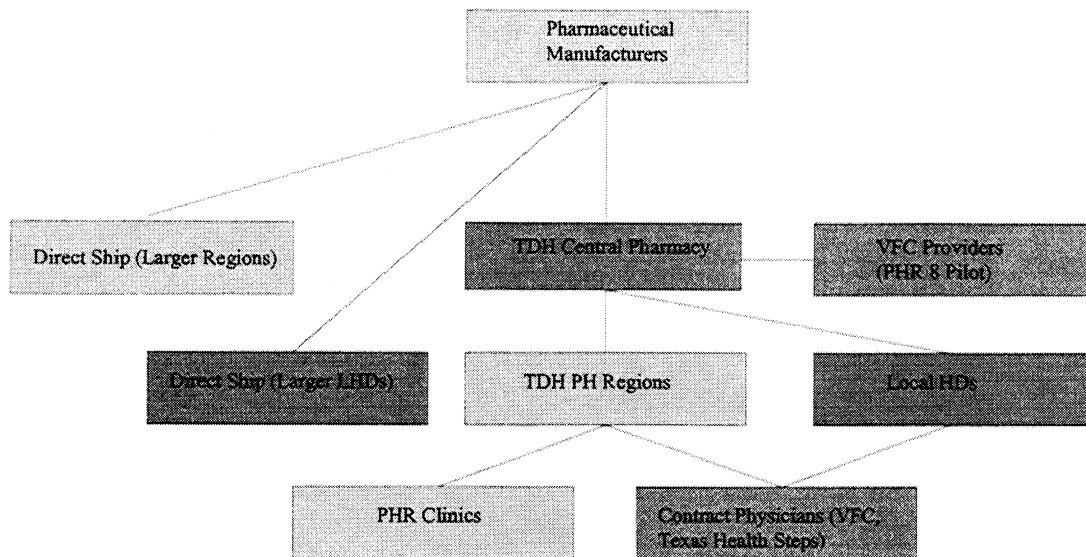 Pharmaceutical
Manufacturers
Direct Ship (Larger Regions)
TDH Central Pharmacy
VFC Providers
(PHR 8 Pilot)
Direct Ship (Larger LHDs)
TDH PH Regions
Local HDs
PHR Clinics
Contract Physicians (VFC,
Texas Health Steps)